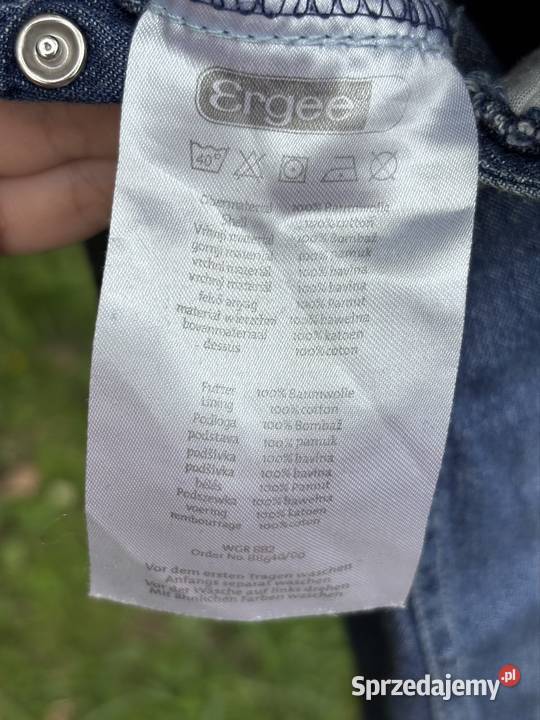 Ergee
40°
Obermaterial 100% Baumwolle
Shell 100% cotton
Vrhnji material 100% Bombaž
gornji materijal 100% pamuk
vrchní materiál 100% bavlna
vrchný materiál 100% bavlna
felső anyag 100% Pamut
materiał wierzchni 100% bawełna
bovenmateriaal 100% katoen
dessus 100% coton
Futter 100% Baumwolle
Lining 100% cotton
Podloga 100% Bombaž
podstava 100% pamuk
podšívka 100% bavlna
podšívka 100% bavlna
bélés 100% Pamut
Podszewka 100% bawełna
voering 100% katoen
rembourrage 100% coton
WGR 882
Order No. 88640/00
Vor dem ersten Tragen waschen
Anfangs separat waschen
Vor der Wäsche auf links drehen
Mit ähnlichen Farben waschen
Sprzedajemy.pl